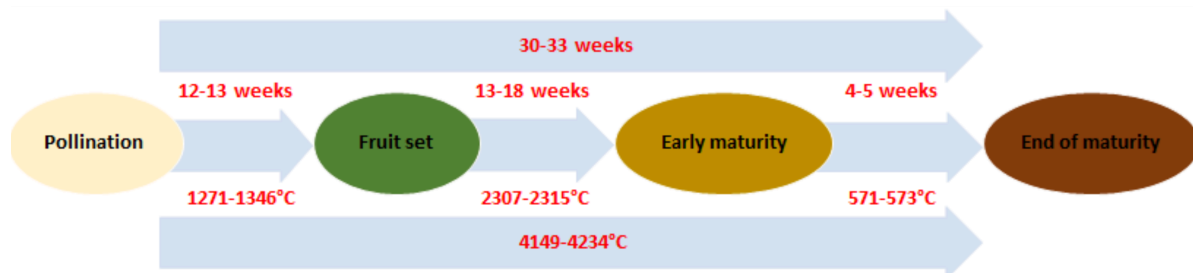 30-33 weeks
12-13 weeks
13-18 weeks
4-5 weeks
Pollination
Fruit set
Early maturity
End of maturity
1271-1346°C
2307-2315°C
571-573°C
4149-4234°C